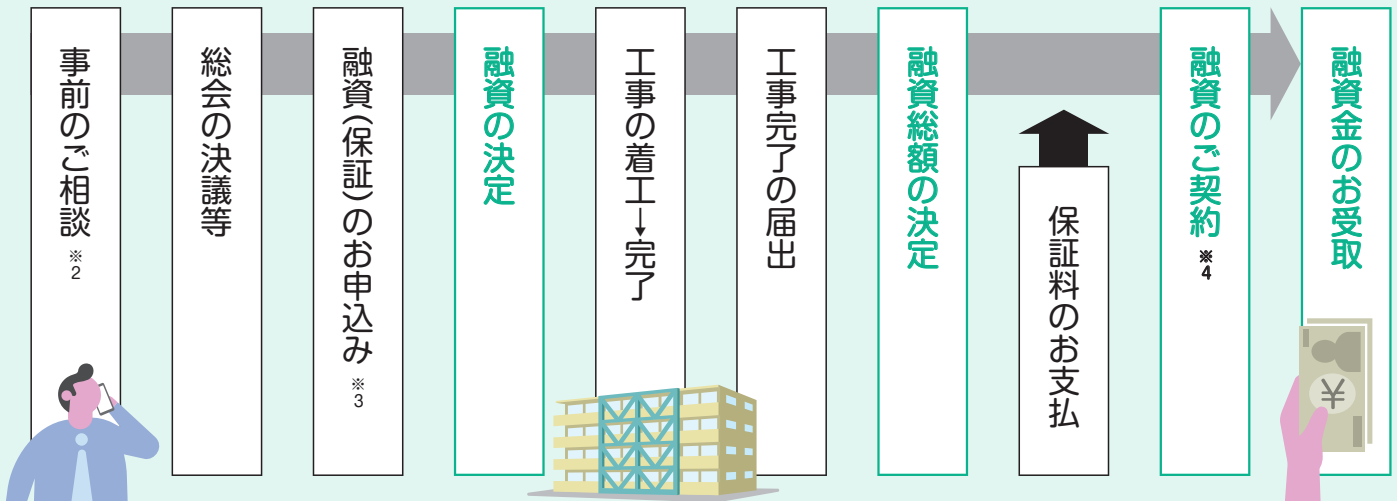 事前のご相談※2
総会の決議等
融資(保証)のお申込み※3
融資の決定
工事の着工→完了
工事完了の届出
融資総額の決定
保証料のお支払
融資のご契約※4
融資金のお受取
¥